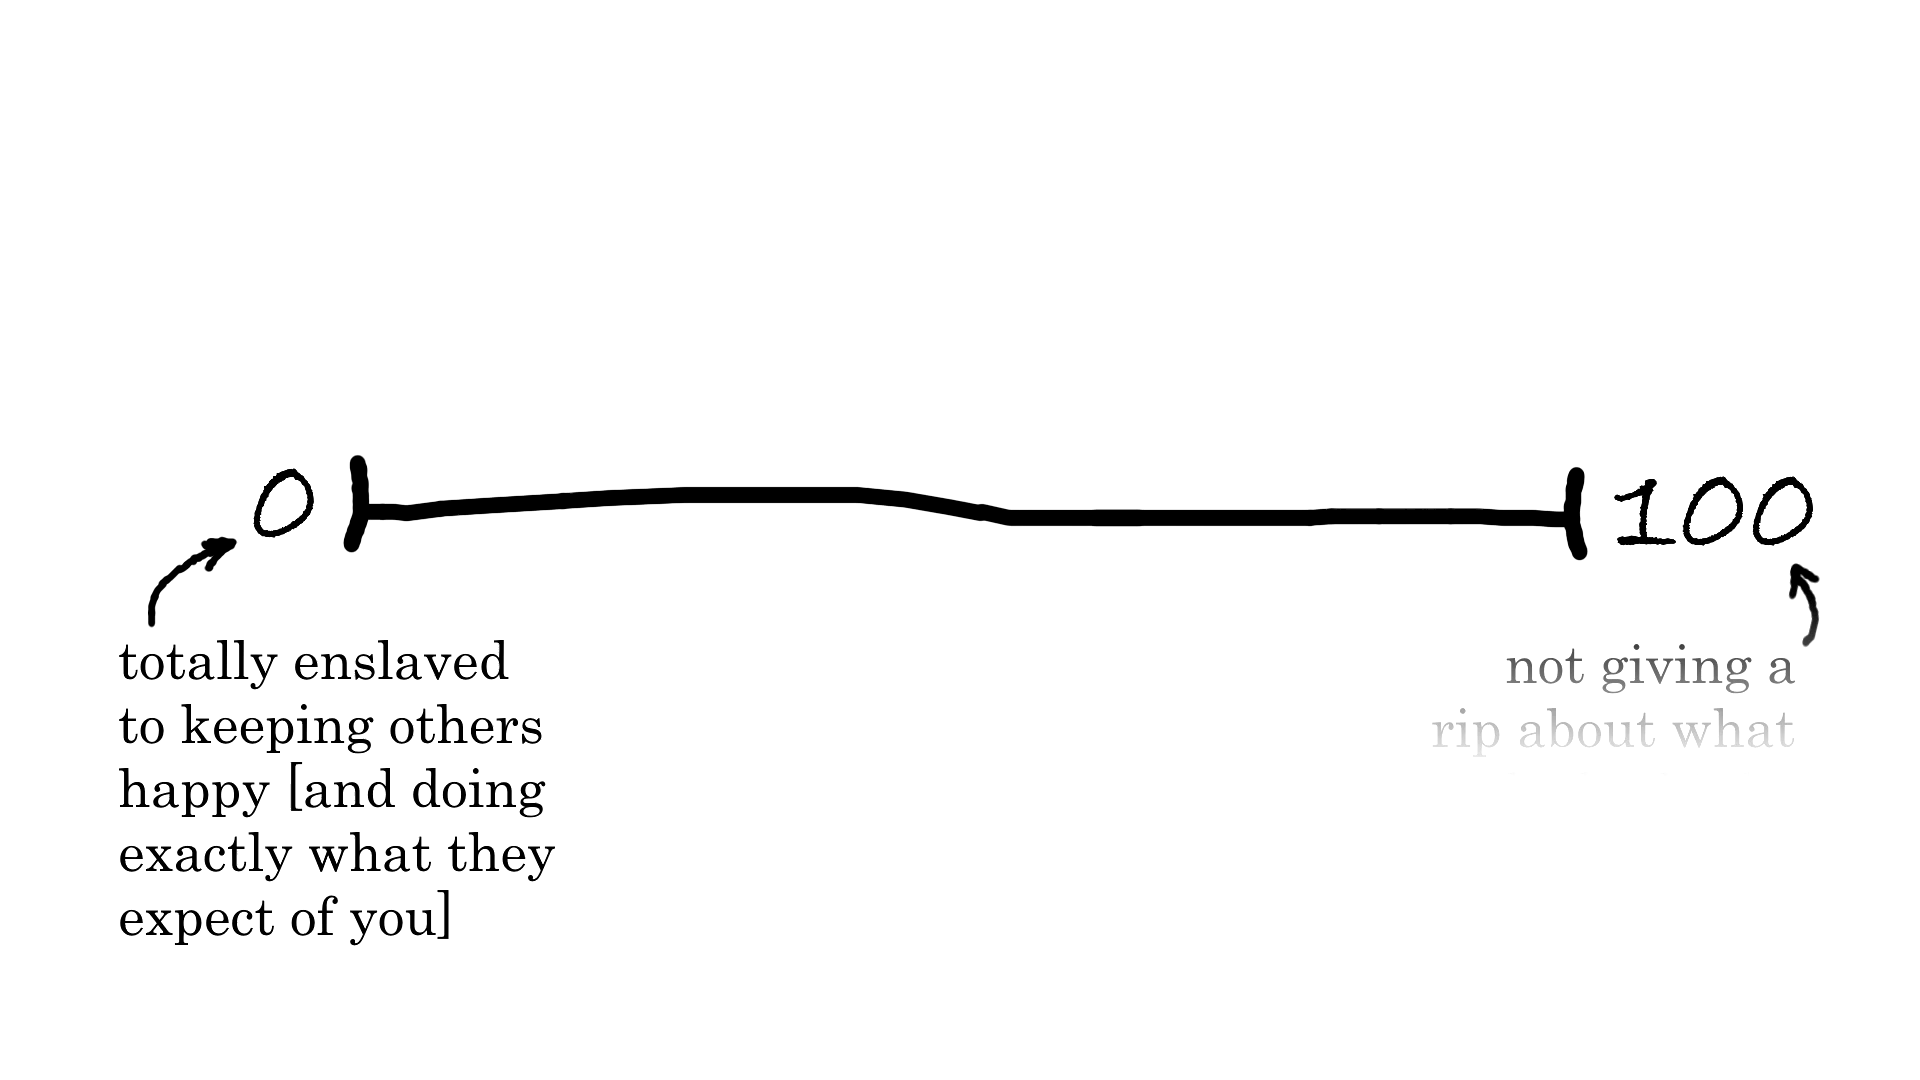 0 100
totally enslaved
to keeping others
happy [and doing
exactly what they
expect of you]
not giving a
rip about what